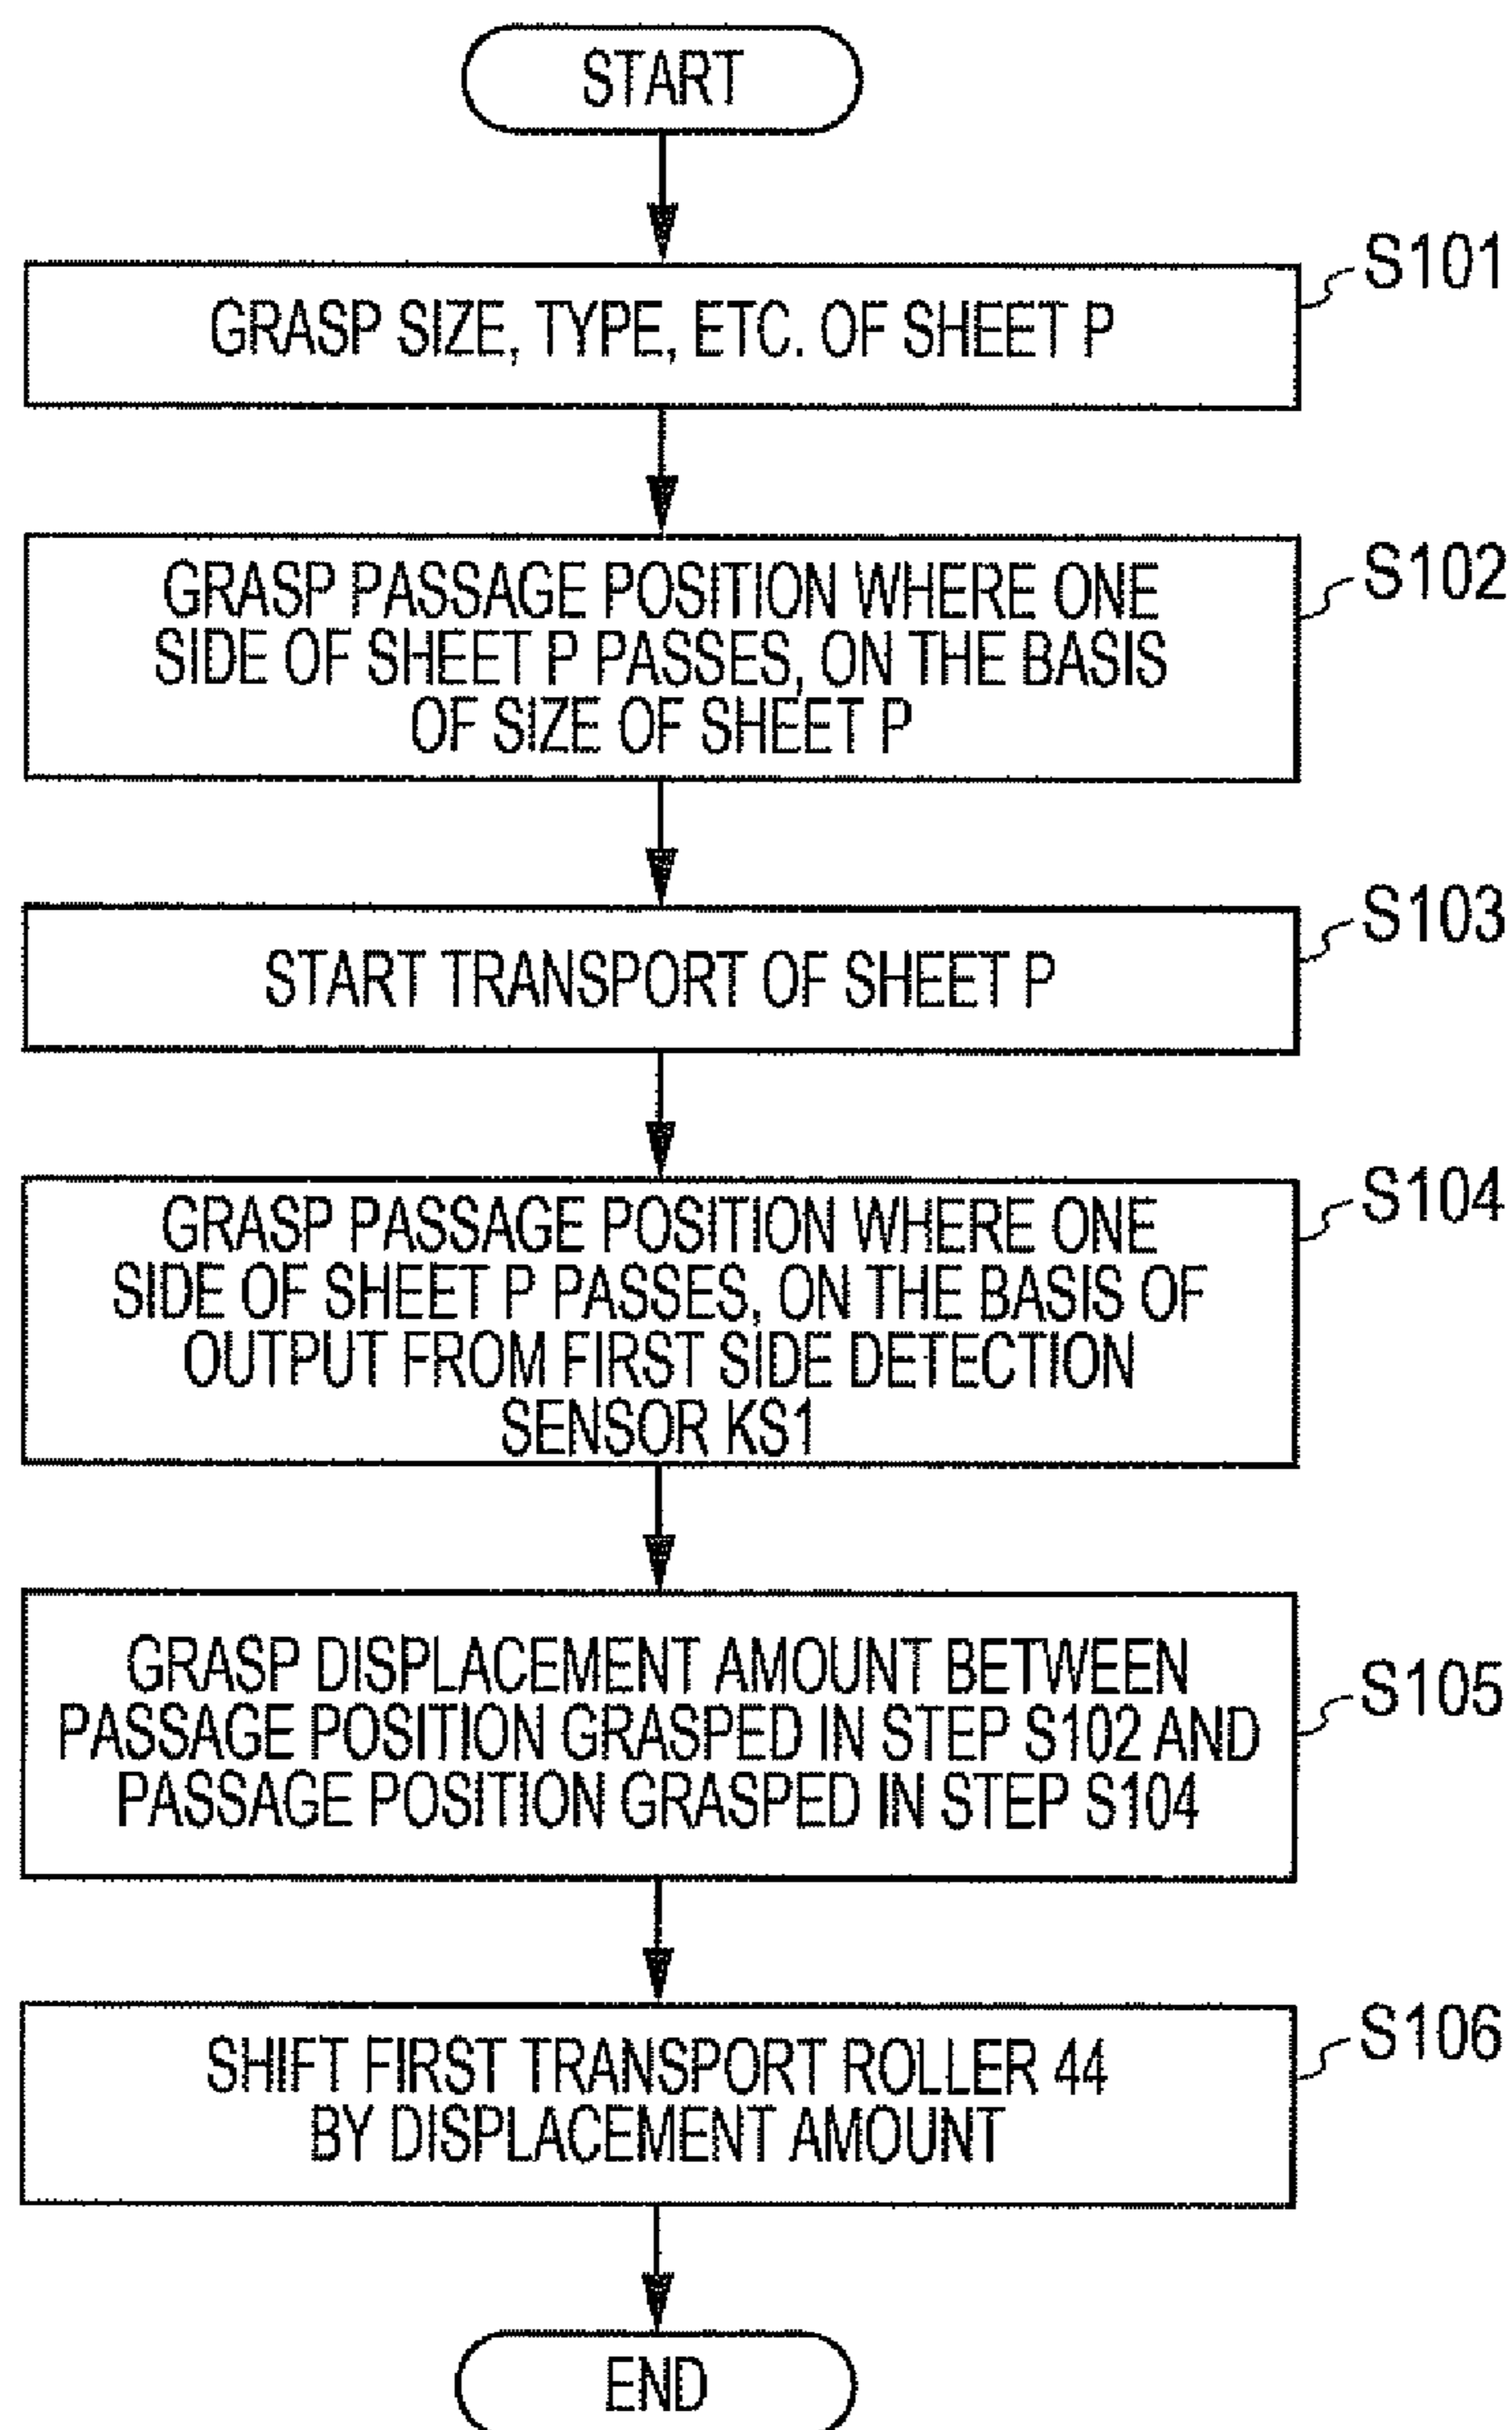 START
S101
GRASP SIZE, TYPE, ETC. OF SHEET P
S102
GRASP PASSAGE POSITION WHERE ONE
SIDE OF SHEET P PASSES, ON THE BASIS
OF SIZE OF SHEET P
S103
START TRANSPORT OF SHEET P
S104
GRASP PASSAGE POSITION WHERE ONE
SIDE OF SHEET P PASSES, ON THE BASIS OF
OUTPUT FROM FIRST SIDE DETECTION
SENSOR KS1
S105
GRASP DISPLACEMENT AMOUNT BETWEEN
PASSAGE POSITION GRASPED IN STEP S102 AND
PASSAGE POSITION GRASPED IN STEP S104
S106
SHIFT FIRST TRANSPORT ROLLER 44
BY DISPLACEMENT AMOUNT
END